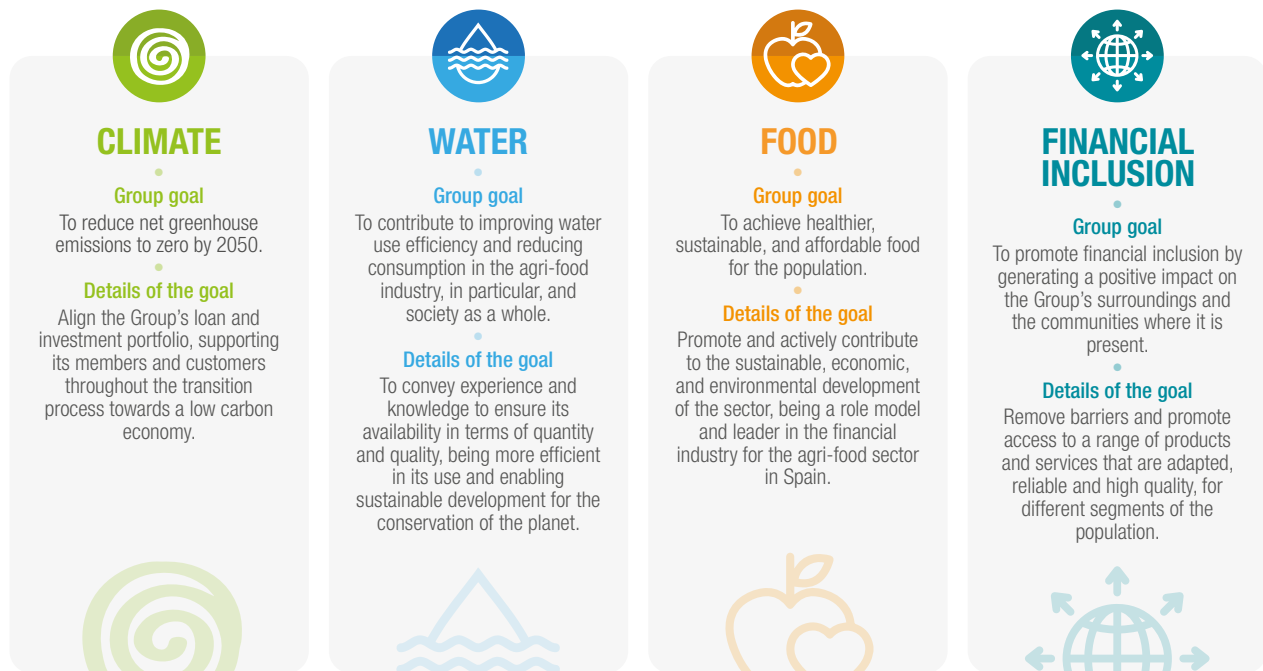 CLIMATE
Group goal
To reduce net greenhouse
emissions to zero by 2050.
Details of the goal
Align the Group's loan and
investment portfolio, supporting
its members and customers
throughout the transition
process towards a low carbon
economy.
WATER
Group goal
To contribute to improving water
use efficiency and reducing
consumption in the agri-food
industry, in particular, and
society as a whole.
Details of the goal
To convey experience and
knowledge to ensure its
availability in terms of quantity
and quality, being more efficient
in its use and enabling
sustainable development for the
conservation of the planet.
FOOD
Group goal
To achieve healthier,
sustainable, and affordable food
for the population.
Details of the goal
Promote and actively contribute
to the sustainable, economic,
and environmental development
of the sector, being a role model
and leader in the financial
industry for the agri-food sector
in Spain.
FINANCIAL
INCLUSION
Group goal
To promote financial inclusion by
generating a positive impact on
the Group's surroundings and
the communities where it is
present.
Details of the goal
Remove barriers and promote
access to a range of products
and services that are adapted,
reliable and high quality, for
different segments of the
population.